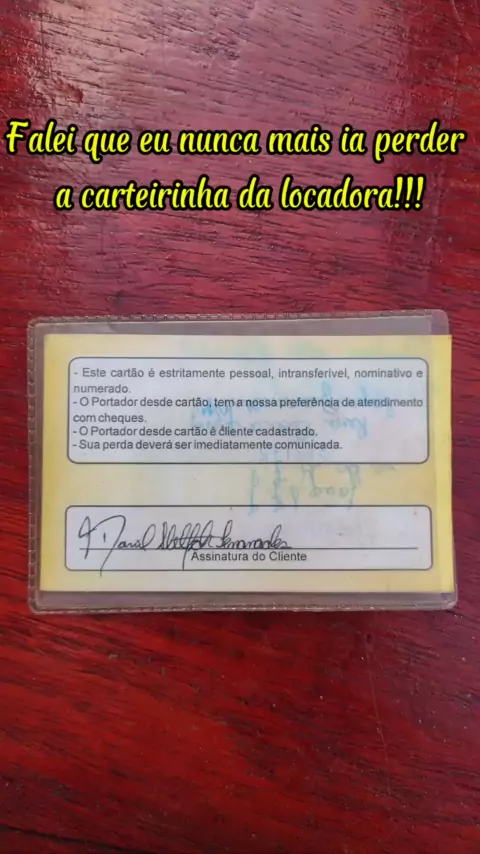 Falei que eu nunca mais ia perder
a carteirinha da locadora!!!
- Este cartão é estritamente pessoal, intransferível, nominativo e
numerado.
- O Portador desde cartão, tem a nossa preferência de atendimento
com cheques.
- O Portador desde cartão é cliente cadastrado.
- Sua perda deverá ser imediatamente comunicada.
Assinatura do Cliente